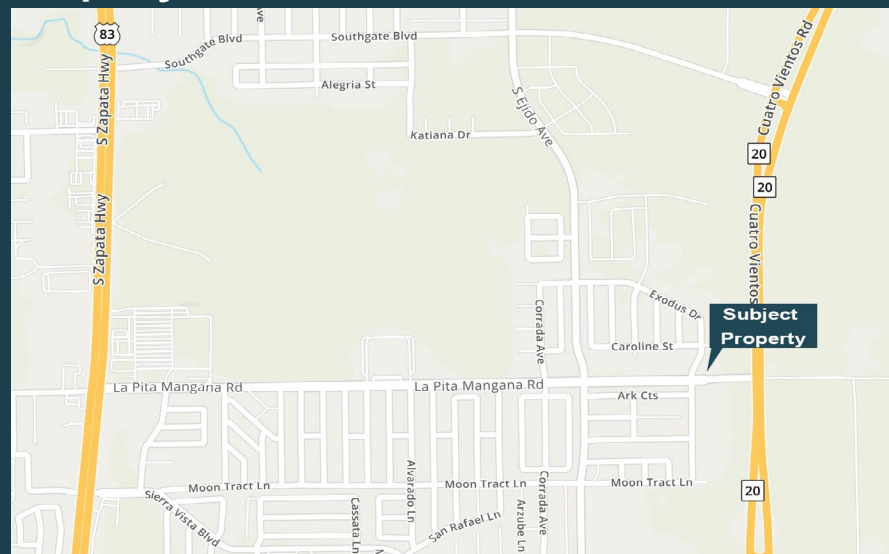 83
Ave
Southgate Blvd
Southgate Blvd
Alegria St
S Zapata Hwy
S Ejido Ave
Cuatro Vientos Rd
Katiana Dr
20
20
S Zapata Hwy
Cuatro Vientos
Exodus Dr
Subject
Property
Corrada Ave
Caroline St
La Pita Mangana Rd
La Pita Mangana Rd
Ark Cts
Moon Tract Ln
Moon Tract Ln
Moon Tract Ln
Alvarado Ln
Corrada Ave
20
Sierra Vista Blvd
Cassata Ln
San Rafael Ln
Arzube Ln